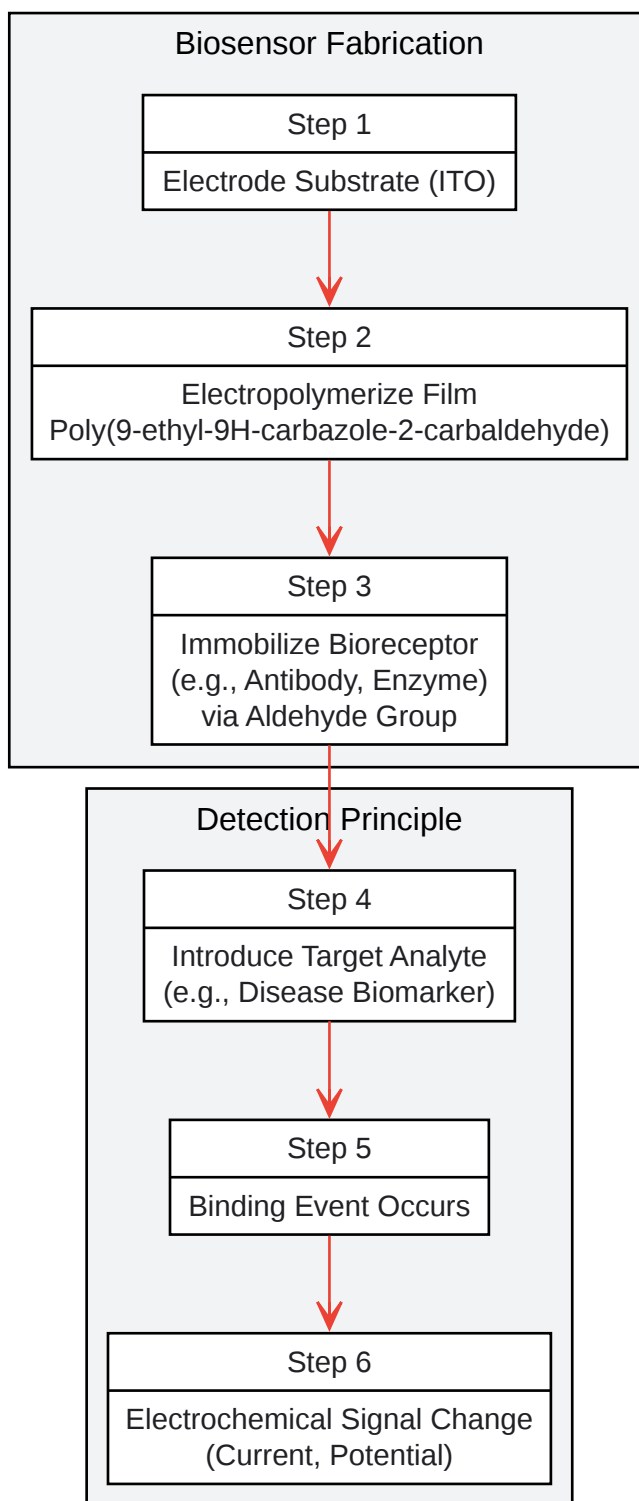 Biosensor Fabrication
Step 1
Electrode Substrate (ITO)
Step 2
Electropolymerize Film
Poly(9-ethyl-9H-carbazole-2-carbaldehyde)
Step 3
Immobilize Bioreceptor
(e.g., Antibody, Enzyme)
via Aldehyde Group
Detection Principle
Step 4
Introduce Target Analyte
(e.g., Disease Biomarker)
Step 5
Binding Event Occurs
Step 6
Electrochemical Signal Change
(Current, Potential)